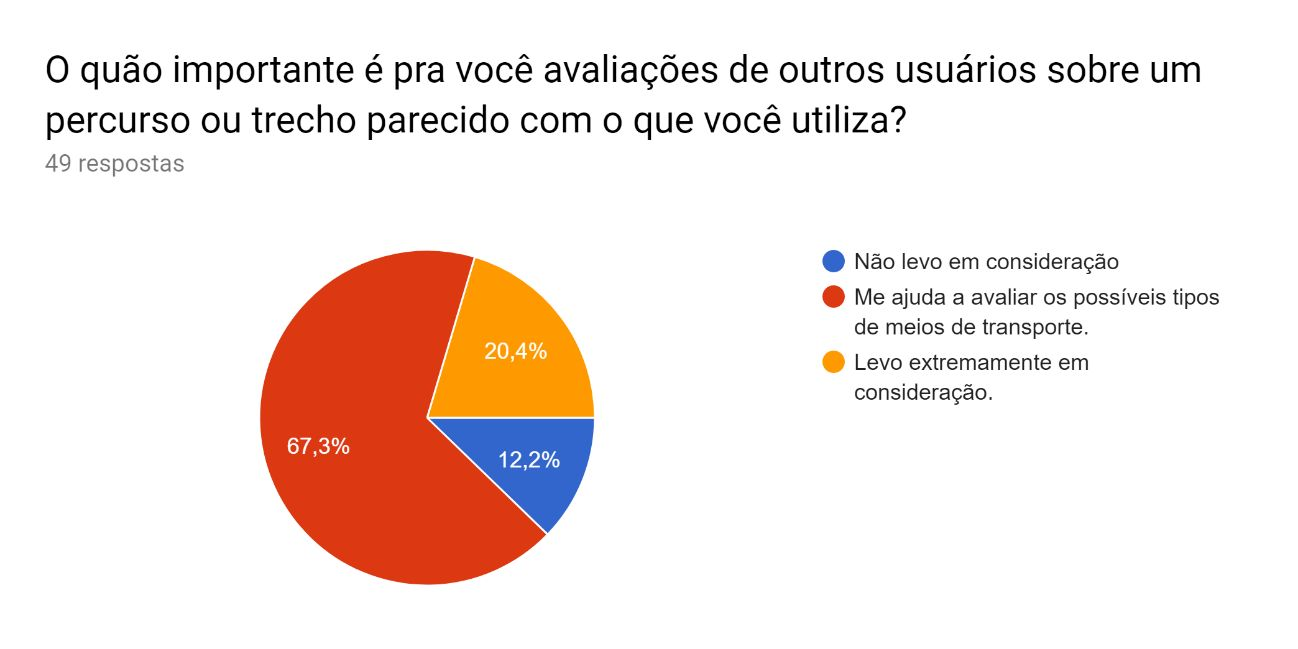 O quão importante é pra você avaliações de outros usuários sobre um
percurso ou trecho parecido com o que você utiliza?
49 respostas
Não levo em consideração
Me ajuda a avaliar os possíveis tipos
de meios de transporte.
Levo extremamente em
consideração.
20,4%
67,3%
12,2%